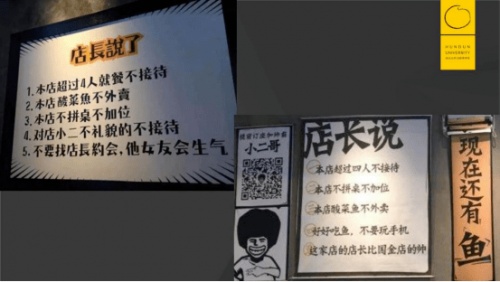 店長說了
1.本店超过4人就餐不接待
2.本店酸菜魚不外賣
3.本店不拼桌不加位
4.对店小二不礼貌的不接待
5.不要找店長約會,他女友会生气
小二哥
店长说
一本店超过四人不接待
二本店不拼桌不加位
三本店酸菜鱼不外卖
好好吃鱼,不要玩手机
这家店的店长比国金店的帅
现在还有鱼